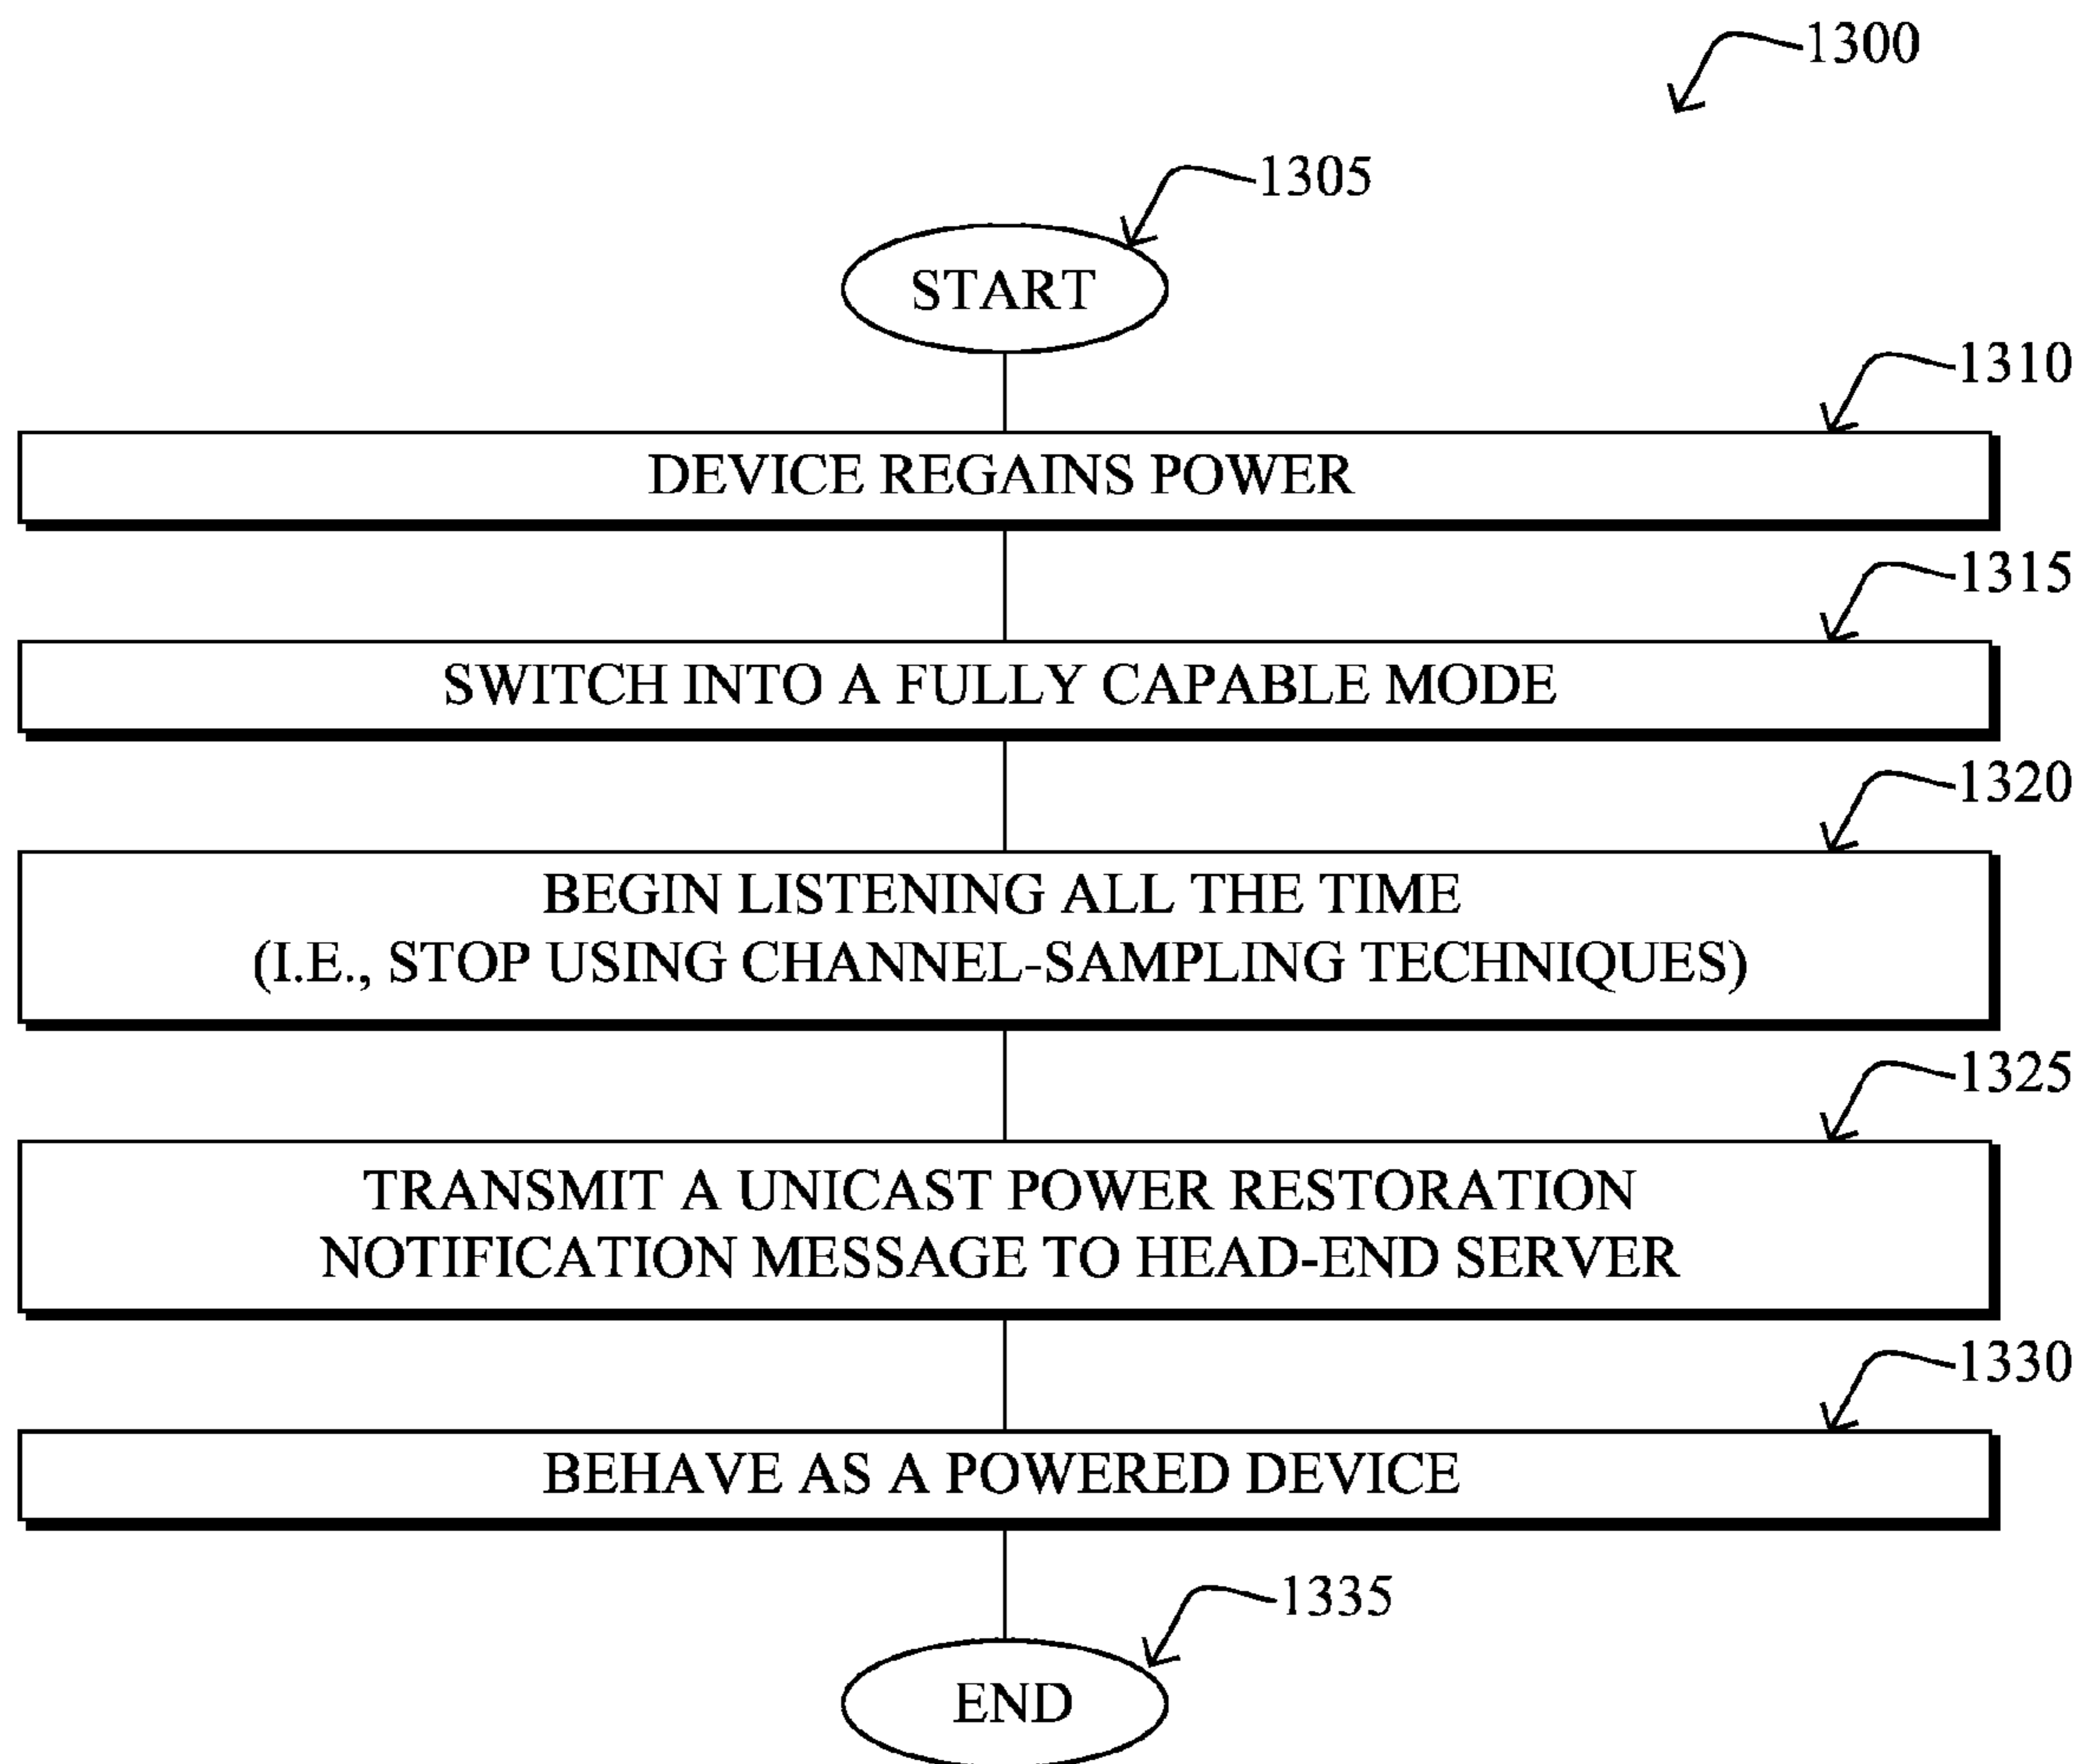 1300
1305
START
1310
DEVICE REGAINS POWER
1315
SWITCH INTO A FULLY CAPABLE MODE
1320
BEGIN LISTENING ALL THE TIME
(I.E., STOP USING CHANNEL-SAMPLING TECHNIQUES)
1325
TRANSMIT A UNICAST POWER RESTORATION
NOTIFICATION MESSAGE TO HEAD-END SERVER
1330
BEHAVE AS A POWERED DEVICE
1335
END